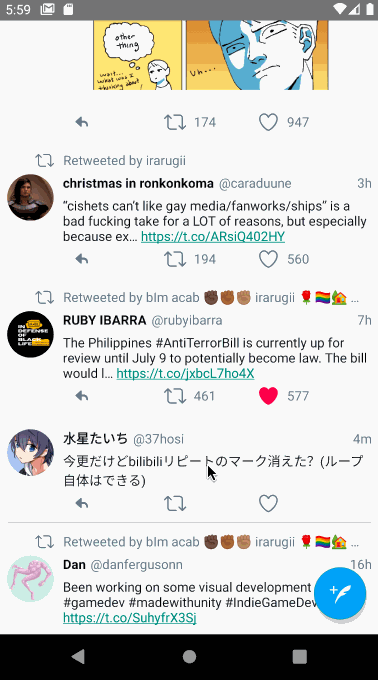 5:59
other
thing
wait...
what was I
thinking about?
Uh...
174 947
Retweeted by irarugii
christmas in ronkonkoma @caraduune 3h
“cishets can't like gay media/fanworks/ships” is a
bad fucking take for a LOT of reasons, but especially
because ex... https://t.co/ARsiQ402HY
194 560
Retweeted by blm acab ✊🏿✊🏾✊🏽 irarugii 🌹🏳️‍🌈🏡 ...
IN
DEFENSE
OF
BLACK
LIFE
RUBY IBARRA @rubyibarra 7h
The Philippines #AntiTerrorBill is currently up for
review until July 9 to potentially become law. The bill
would l... https://t.co/jxbcL7ho4X
461 577
水星たいち @37hosi 4m
今更だけどbilibiliリピートのマーク消えた？(ループ
自体はできる)
Retweeted by blm acab ✊🏿✊🏾✊🏽 irarugii 🌹🏳️‍🌈🏡 ...
Dan @danfergusonn 16h
Been working on some visual development
#gamedev #madewithunity #IndieGameDev
https://t.co/SuhyfrX3Sj